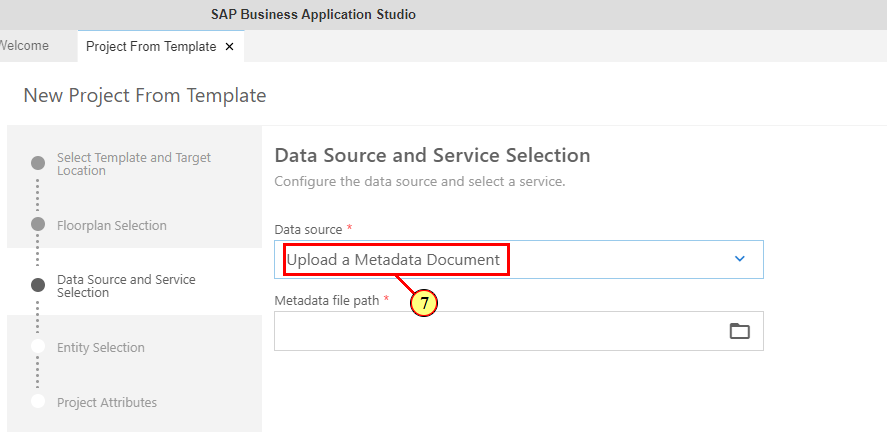 SAP Business Application Studio
Welcome
Project From Template ×
New Project From Template
Select Template and Target
Location
Floorplan Selection
Data Source and Service
Selection
Entity Selection
Project Attributes
Data Source and Service Selection
Configure the data source and select a service.
Data source *
Upload a Metadata Document
7
Metadata file path *